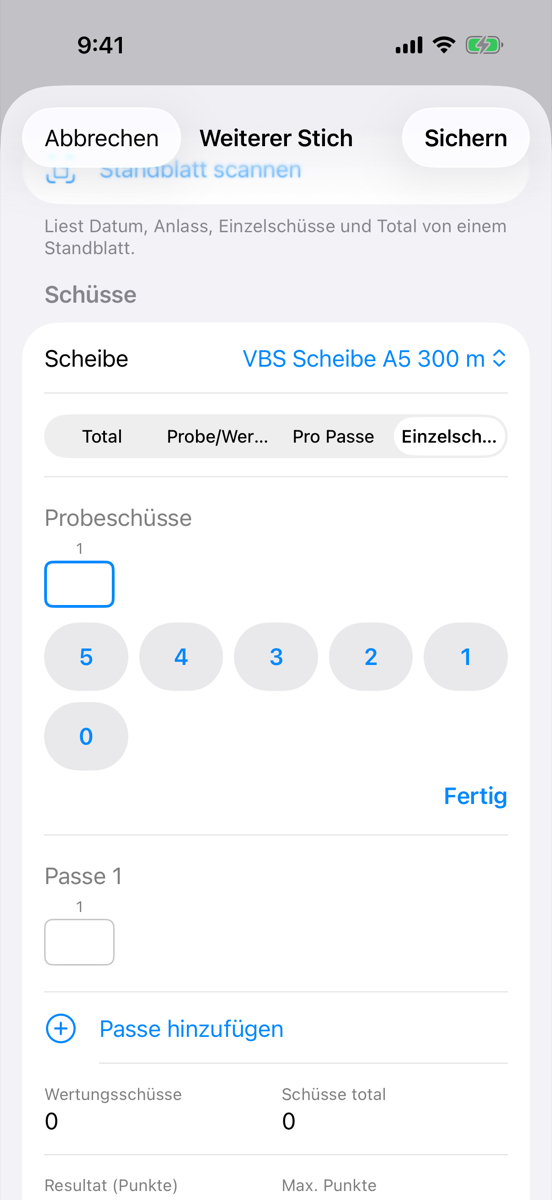 9:41
Abbrechen
Weiterer Stich
Sichern
Standblatt scannen
Liest Datum, Anlass, Einzelschüsse und Total von einem
Standblatt.
Schüsse
Scheibe
VBS Scheibe A5 300 m
Total
Probe/Wer...
Pro Passe
Einzelsch...
Probeschüsse
1
5
4
3
2
1
0
Fertig
Passe 1
1
Passe hinzufügen
Wertungsschüsse
Schüsse total
0
0
Resultat (Punkte)
Max. Punkte